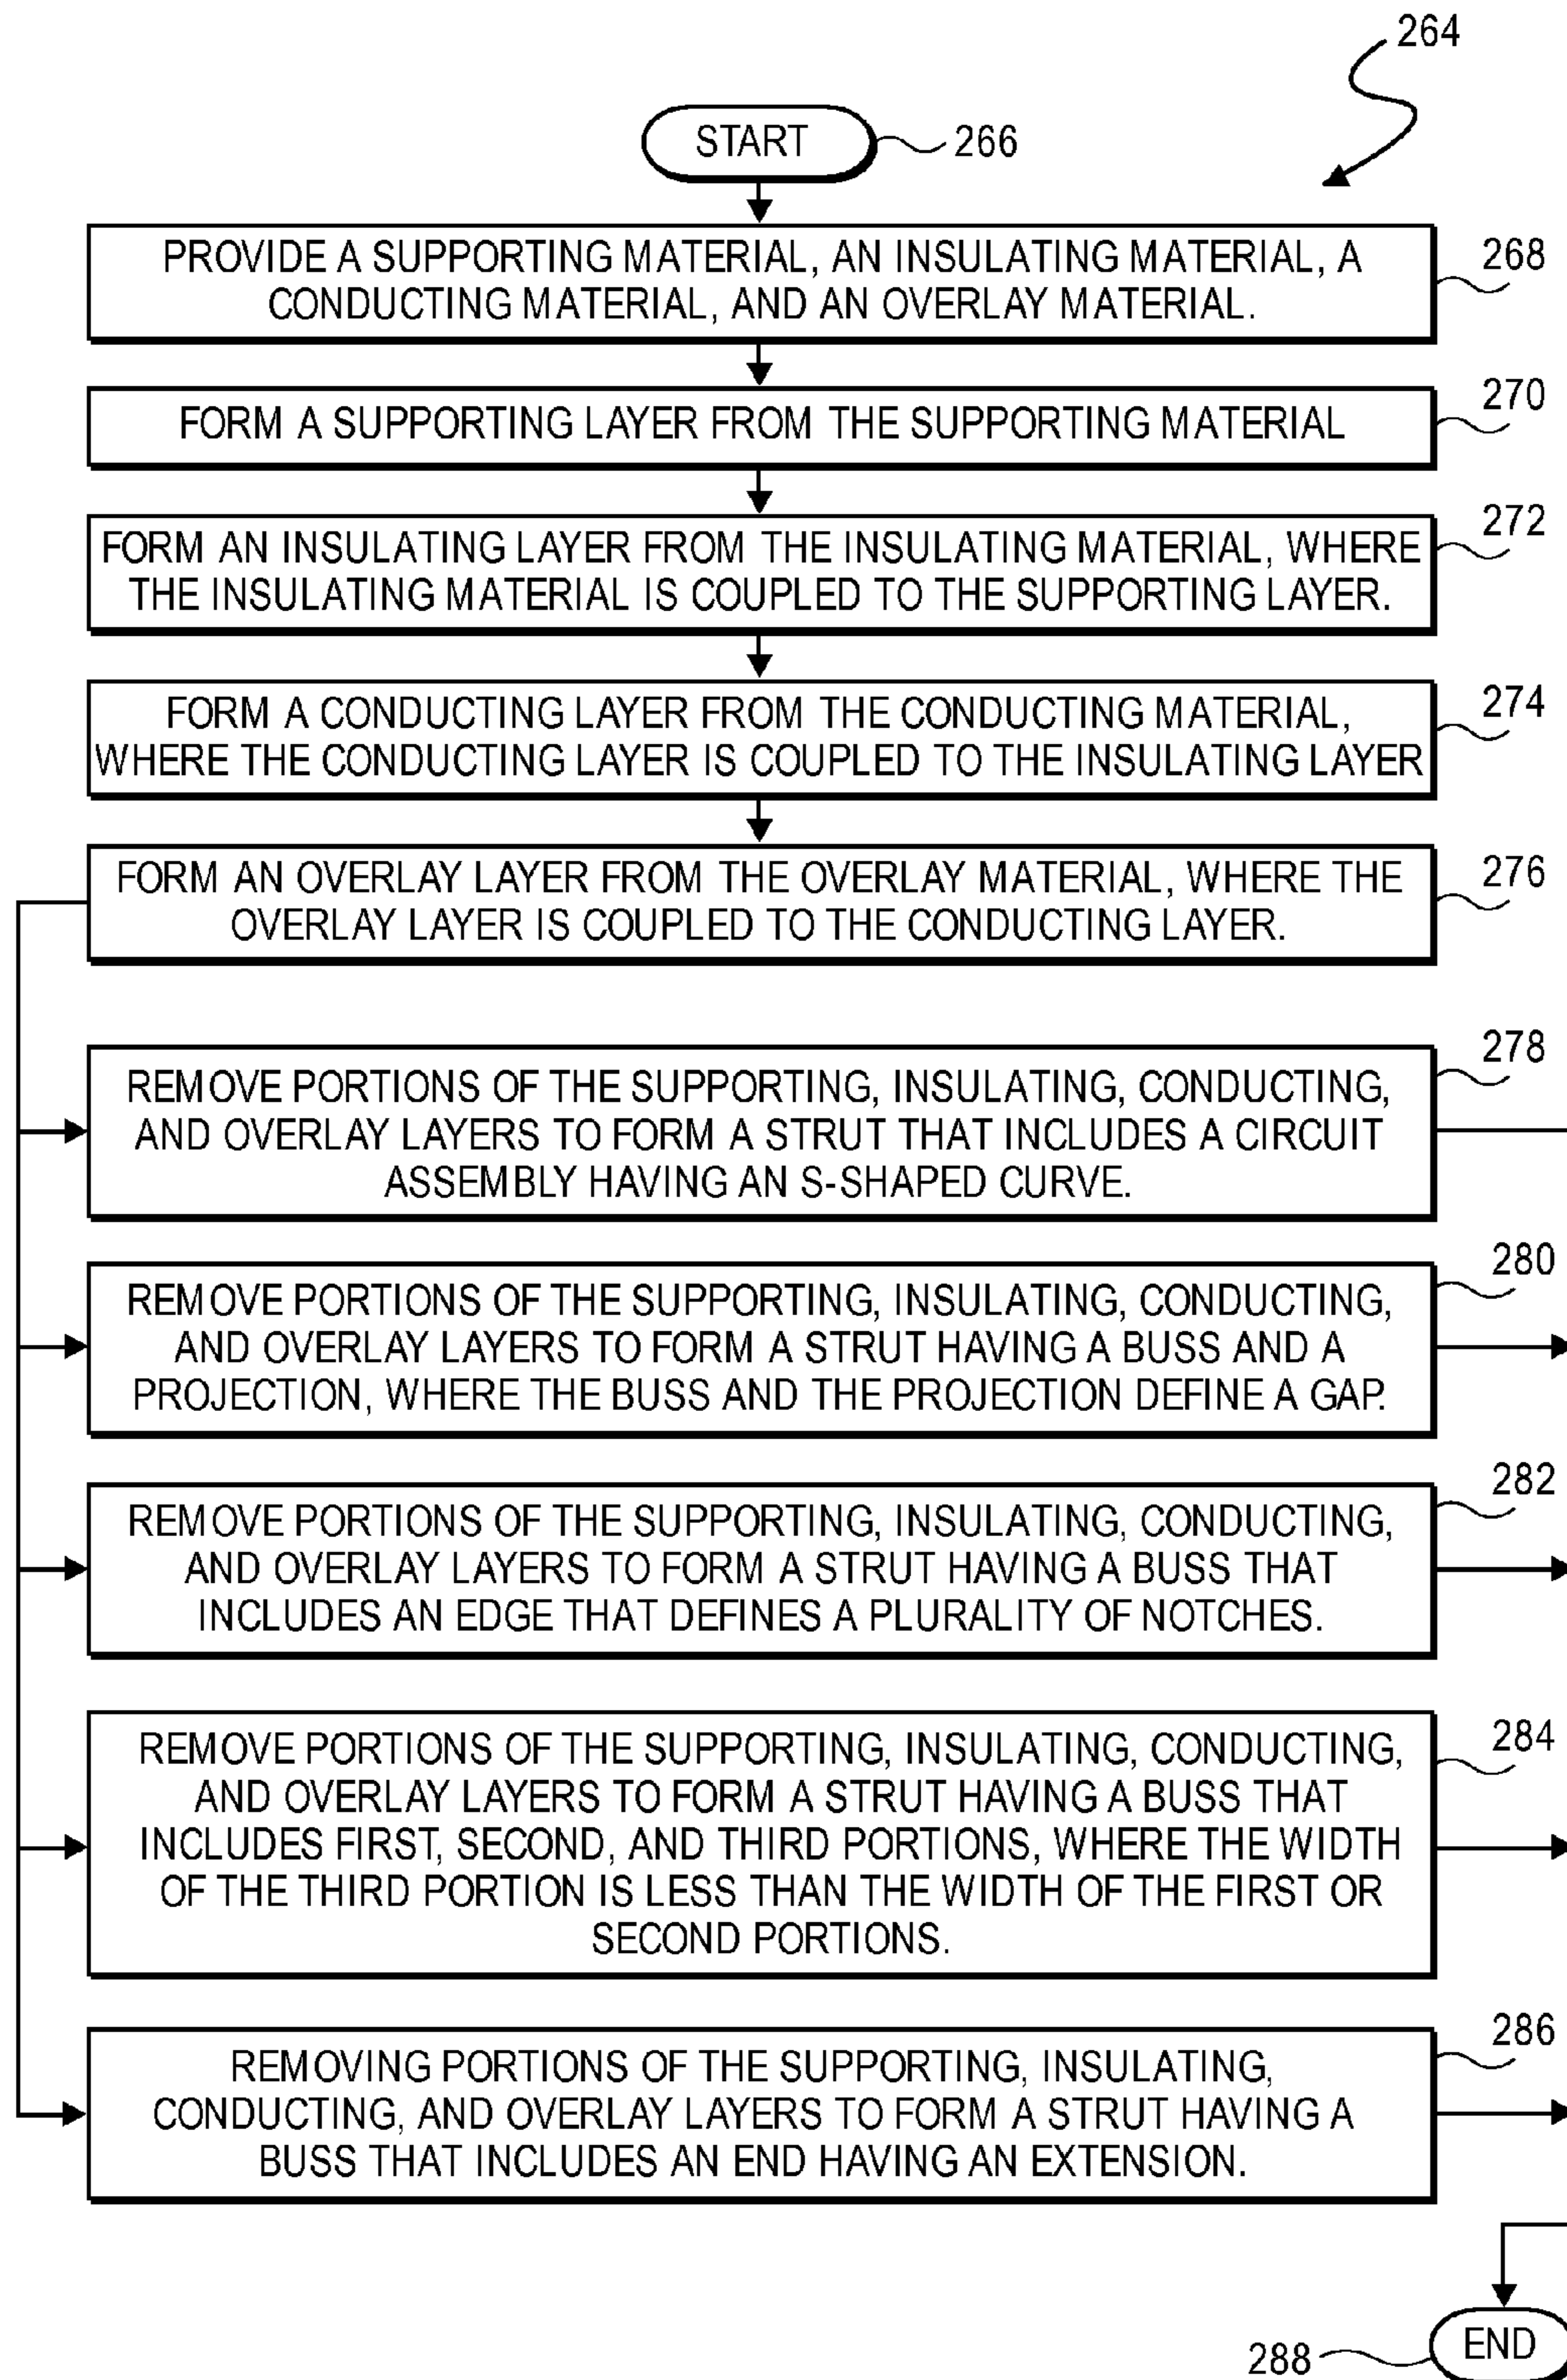 264
START
266
PROVIDE A SUPPORTING MATERIAL, AN INSULATING MATERIAL, A
CONDUCTING MATERIAL, AND AN OVERLAY MATERIAL.
268
FORM A SUPPORTING LAYER FROM THE SUPPORTING MATERIAL
270
FORM AN INSULATING LAYER FROM THE INSULATING MATERIAL, WHERE
THE INSULATING MATERIAL IS COUPLED TO THE SUPPORTING LAYER.
272
FORM A CONDUCTING LAYER FROM THE CONDUCTING MATERIAL,
WHERE THE CONDUCTING LAYER IS COUPLED TO THE INSULATING LAYER
274
FORM AN OVERLAY LAYER FROM THE OVERLAY MATERIAL, WHERE THE
OVERLAY LAYER IS COUPLED TO THE CONDUCTING LAYER.
276
REMOVE PORTIONS OF THE SUPPORTING, INSULATING, CONDUCTING,
AND OVERLAY LAYERS TO FORM A STRUT THAT INCLUDES A CIRCUIT
ASSEMBLY HAVING AN S-SHAPED CURVE.
278
REMOVE PORTIONS OF THE SUPPORTING, INSULATING, CONDUCTING,
AND OVERLAY LAYERS TO FORM A STRUT HAVING A BUSS AND A
PROJECTION, WHERE THE BUSS AND THE PROJECTION DEFINE A GAP.
280
REMOVE PORTIONS OF THE SUPPORTING, INSULATING, CONDUCTING,
AND OVERLAY LAYERS TO FORM A STRUT HAVING A BUSS THAT
INCLUDES AN EDGE THAT DEFINES A PLURALITY OF NOTCHES.
282
REMOVE PORTIONS OF THE SUPPORTING, INSULATING, CONDUCTING,
AND OVERLAY LAYERS TO FORM A STRUT HAVING A BUSS THAT
INCLUDES FIRST, SECOND, AND THIRD PORTIONS, WHERE THE WIDTH
OF THE THIRD PORTION IS LESS THAN THE WIDTH OF THE FIRST OR
SECOND PORTIONS.
284
REMOVING PORTIONS OF THE SUPPORTING, INSULATING,
CONDUCTING, AND OVERLAY LAYERS TO FORM A STRUT HAVING A
BUSS THAT INCLUDES AN END HAVING AN EXTENSION.
286
END
288